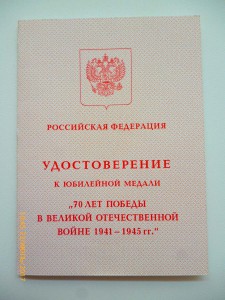 РОССИЙСКАЯ ФЕДЕРАЦИЯ
УДОСТОВЕРЕНИЕ
К ЮБИЛЕЙНОЙ МЕДАЛИ
„70 ЛЕТ ПОБЕДЫ
В ВЕЛИКОЙ ОТЕЧЕСТВЕННОЙ
ВОЙНЕ 1941 – 1945 гг.“